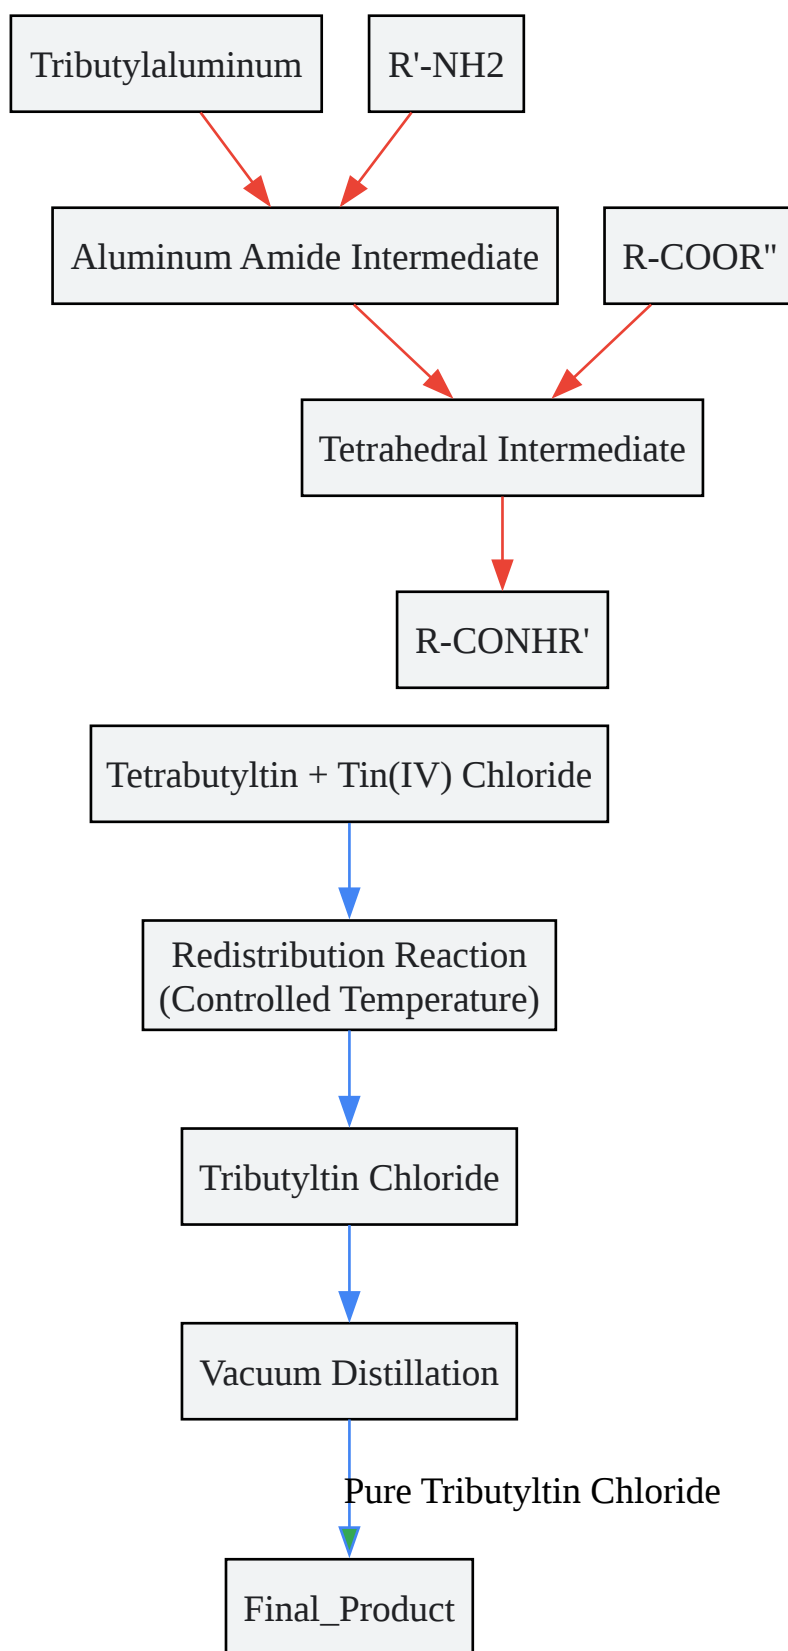 Tributylaluminum
R'-NH2
Aluminum Amide Intermediate
R-COOR"
Tetrahedral Intermediate
R-CONHR'
Tetrabutyltin + Tin(IV) Chloride
Redistribution Reaction
(Controlled Temperature)
Tributyltin Chloride
Vacuum Distillation
Pure Tributyltin Chloride
Final_Product